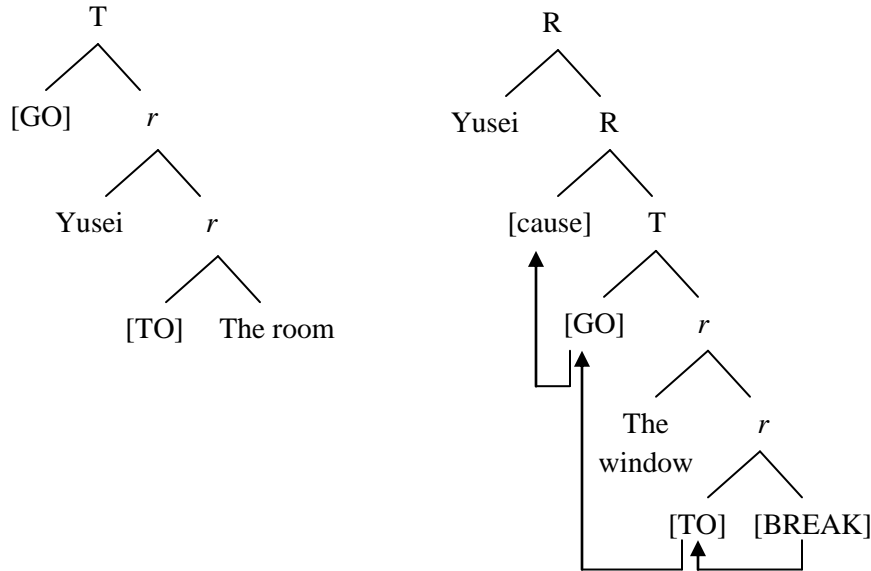 T
[GO] r
Yusei r
[TO] The room
R
Yusei R
[cause] T
[GO] r
The
window
r
[TO] [BREAK]